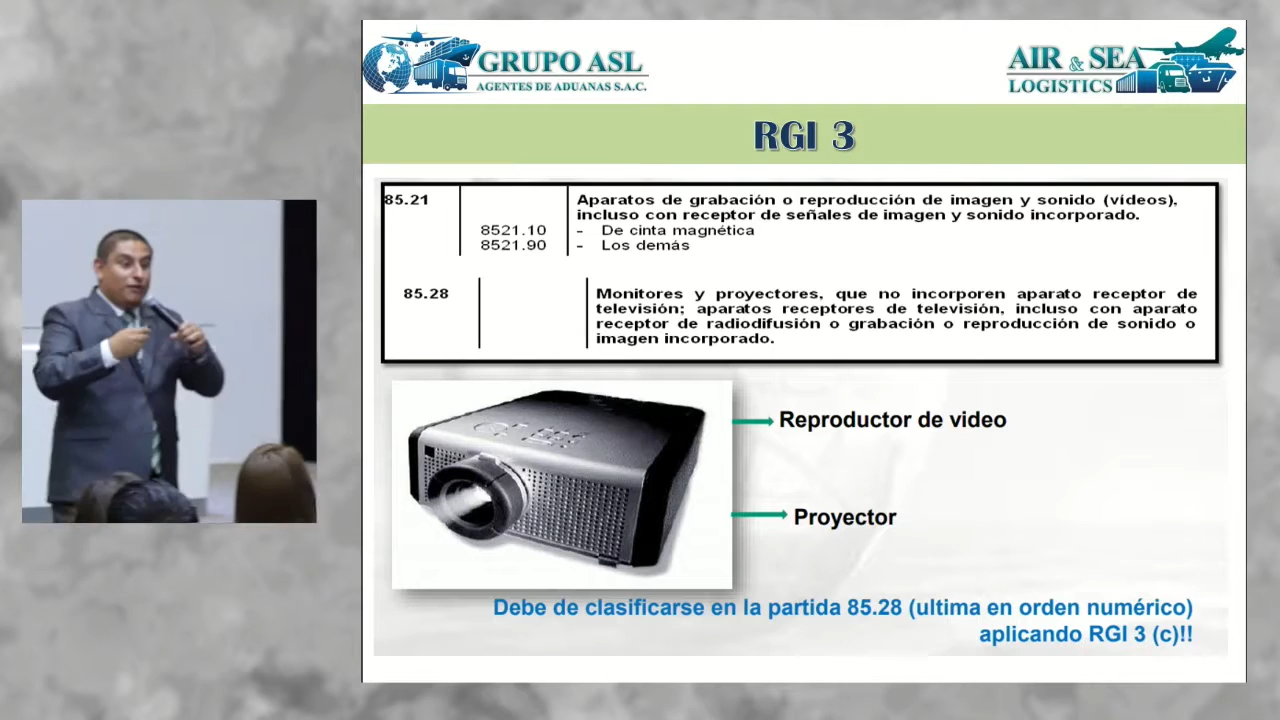 GRUPO ASL
AGENTES DE ADUANAS S.A.C.
AIR & SEA
LOGISTICS
RGI 3
85.21
Aparatos de grabación o reproducción de imagen y sonido (vídeos),
incluso con receptor de señales de imagen y sonido incorporado.
8521.10 - De cinta magnética
8521.90 - Los demás
85.28
Monitores y proyectores, que no incorporen aparato receptor de
televisión; aparatos receptores de televisión, incluso con aparato
receptor de radiodifusión o grabación o reproducción de sonido o
imagen incorporado.
Reproductor de video
Proyector
Debe de clasificarse en la partida 85.28 (ultima en orden numérico)
aplicando RGI 3 (c)!!